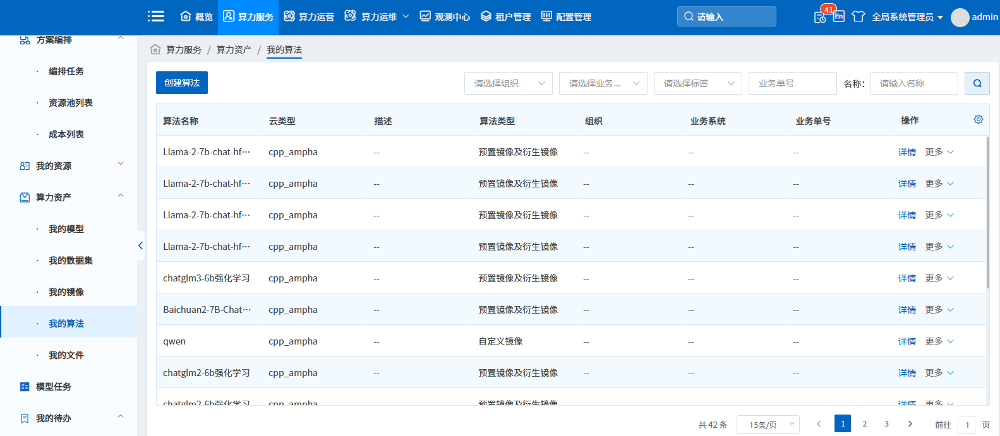 概览 算力服务 算力运营 算力运维 观测中心 租户管理 配置管理 请输入 41 En 全局系统管理员 admin
方案编排
· 编排任务
· 资源池列表
· 成本列表
我的资源
算力资产
· 我的模型
· 我的数据集
· 我的镜像
· 我的算法
· 我的文件
模型任务
我的待办
算力服务 / 算力资产 / 我的算法
创建算法 请选择组织 请选择业务... 请选择标签 业务单号 名称: 请输入名称
算法名称 云类型 描述 算法类型 组织 业务系统 业务单号 操作
Llama-2-7b-chat-hf··· cpp_ampha -- 预置镜像及衍生镜像 -- -- -- 详情 更多
Llama-2-7b-chat-hf··· cpp_ampha -- 预置镜像及衍生镜像 -- -- -- 详情 更多
Llama-2-7b-chat-hf··· cpp_ampha -- 预置镜像及衍生镜像 -- -- -- 详情 更多
Llama-2-7b-chat-hf··· cpp_ampha -- 预置镜像及衍生镜像 -- -- -- 详情 更多
chatglm3-6b强化学习 cpp_ampha -- 预置镜像及衍生镜像 -- -- -- 详情 更多
Baichuan2-7B-Chat··· cpp_ampha -- 预置镜像及衍生镜像 -- -- -- 详情 更多
qwen cpp_ampha -- 自定义镜像 -- -- -- 详情 更多
chatglm2-6b强化学习 cpp_ampha -- 预置镜像及衍生镜像 -- -- -- 详情 更多
chatglm2-6b强化学习 cpp_ampha -- 预置镜像及衍生镜像 -- -- -- 详情 更多
共 42 条 15条/页 1 2 3 前往 1 页